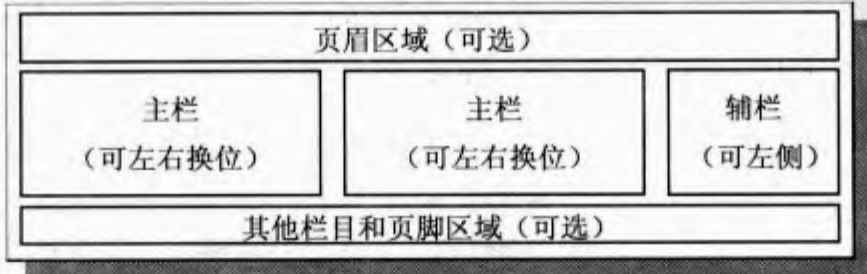 页眉区域（可选）
主栏
（可左右换位）
主栏
（可左右换位）
辅栏
（可左侧）
其他栏目和页脚区域（可选）